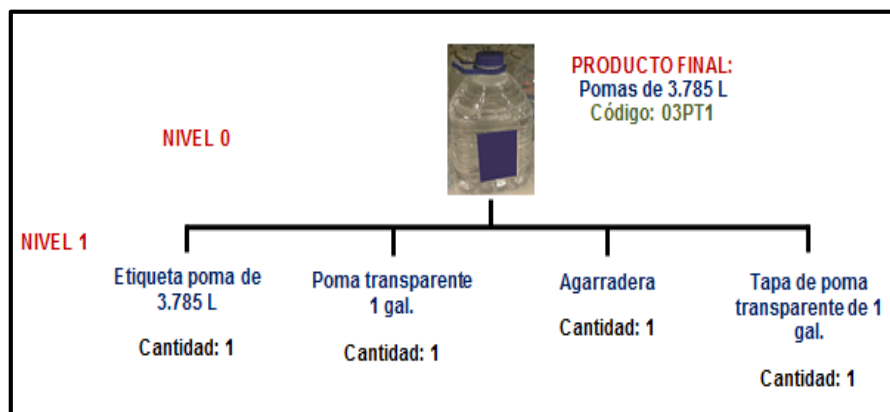 PRODUCTO FINAL:
Pomas de 3.785 L
Código: 03PT1
NIVEL 0
NIVEL 1
Etiqueta poma de
3.785 L
Cantidad: 1
Poma transparente
1 gal.
Cantidad: 1
Agarradera
Cantidad: 1
Tapa de poma
transparente de 1
gal.
Cantidad: 1